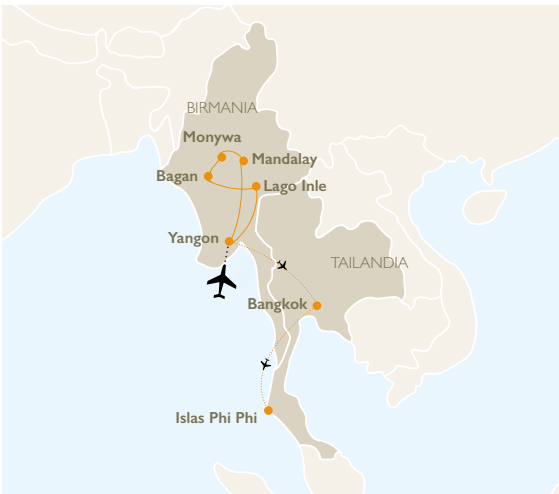 BIRMANIA
Monywa
Mandalay
Bagan
Lago Inle
Yangon
TAILANDIA
Bangkok
Islas Phi Phi